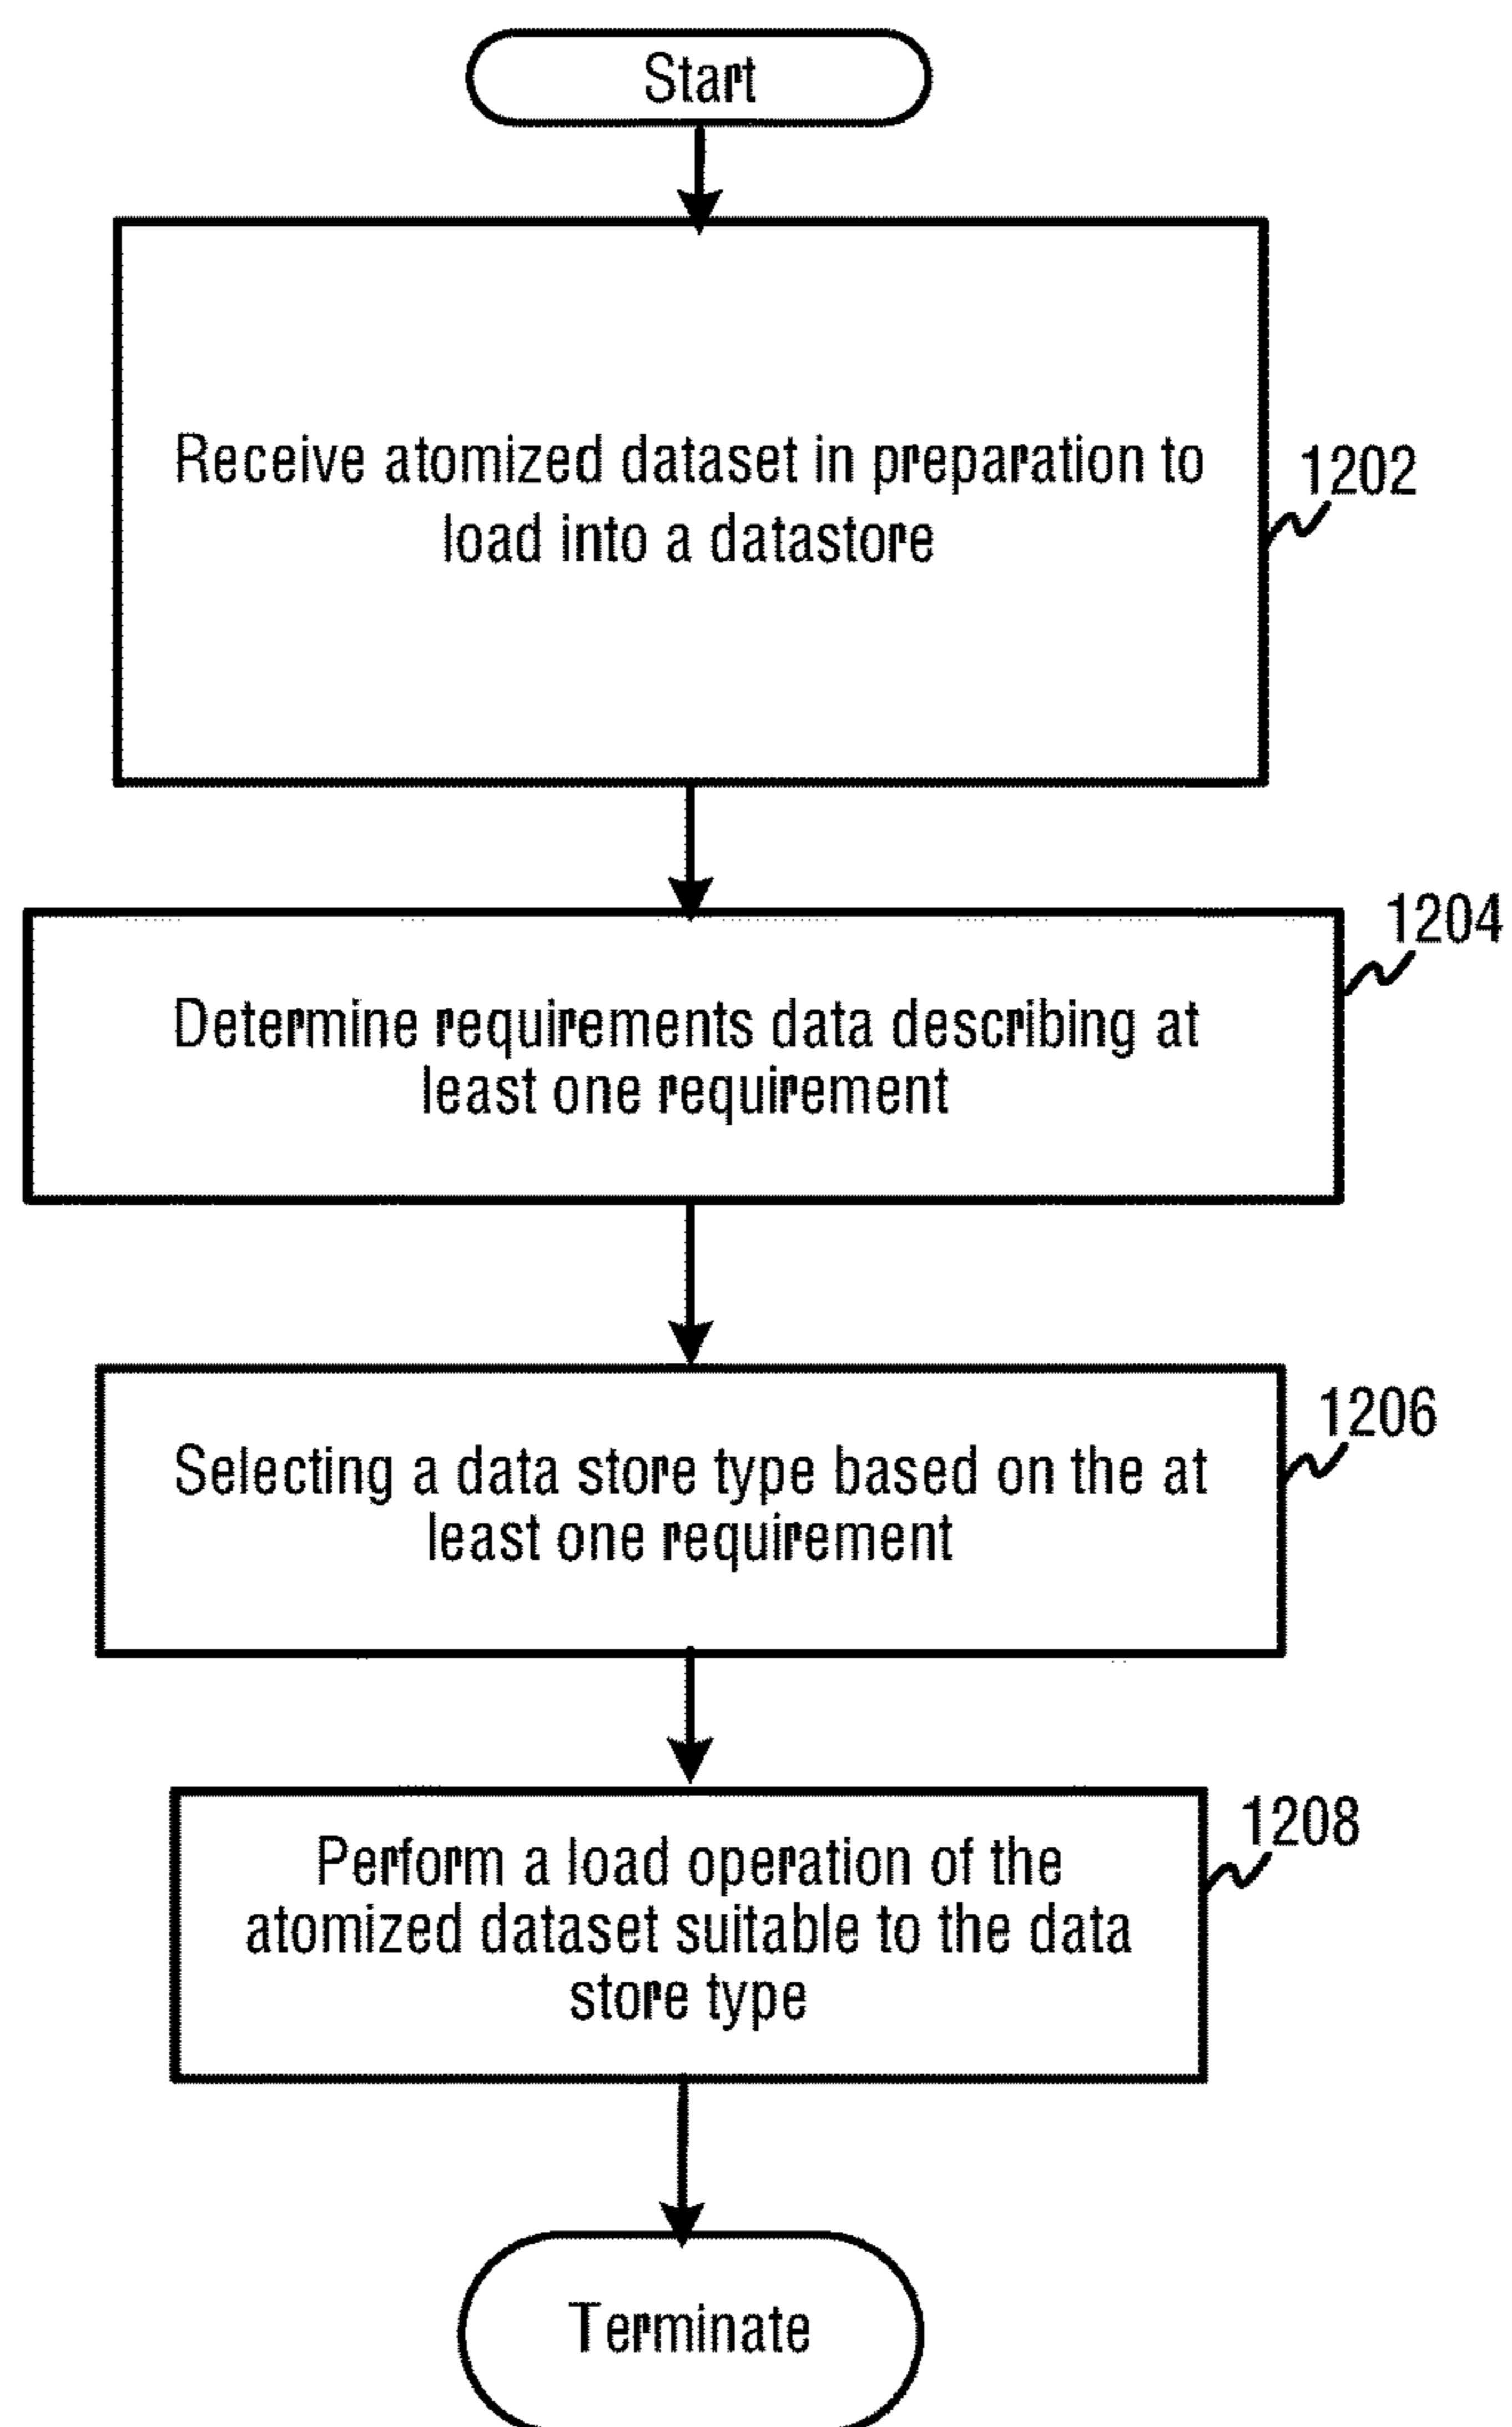 Start
Receive atomized dataset in preparation to
load into a datastore
1202
1204
Determine requirements data describing at
least one requirement
1206
Selecting a data store type based on the at
least one requirement
1208
Perform a load operation of the
atomized dataset suitable to the data
store type
Terminate